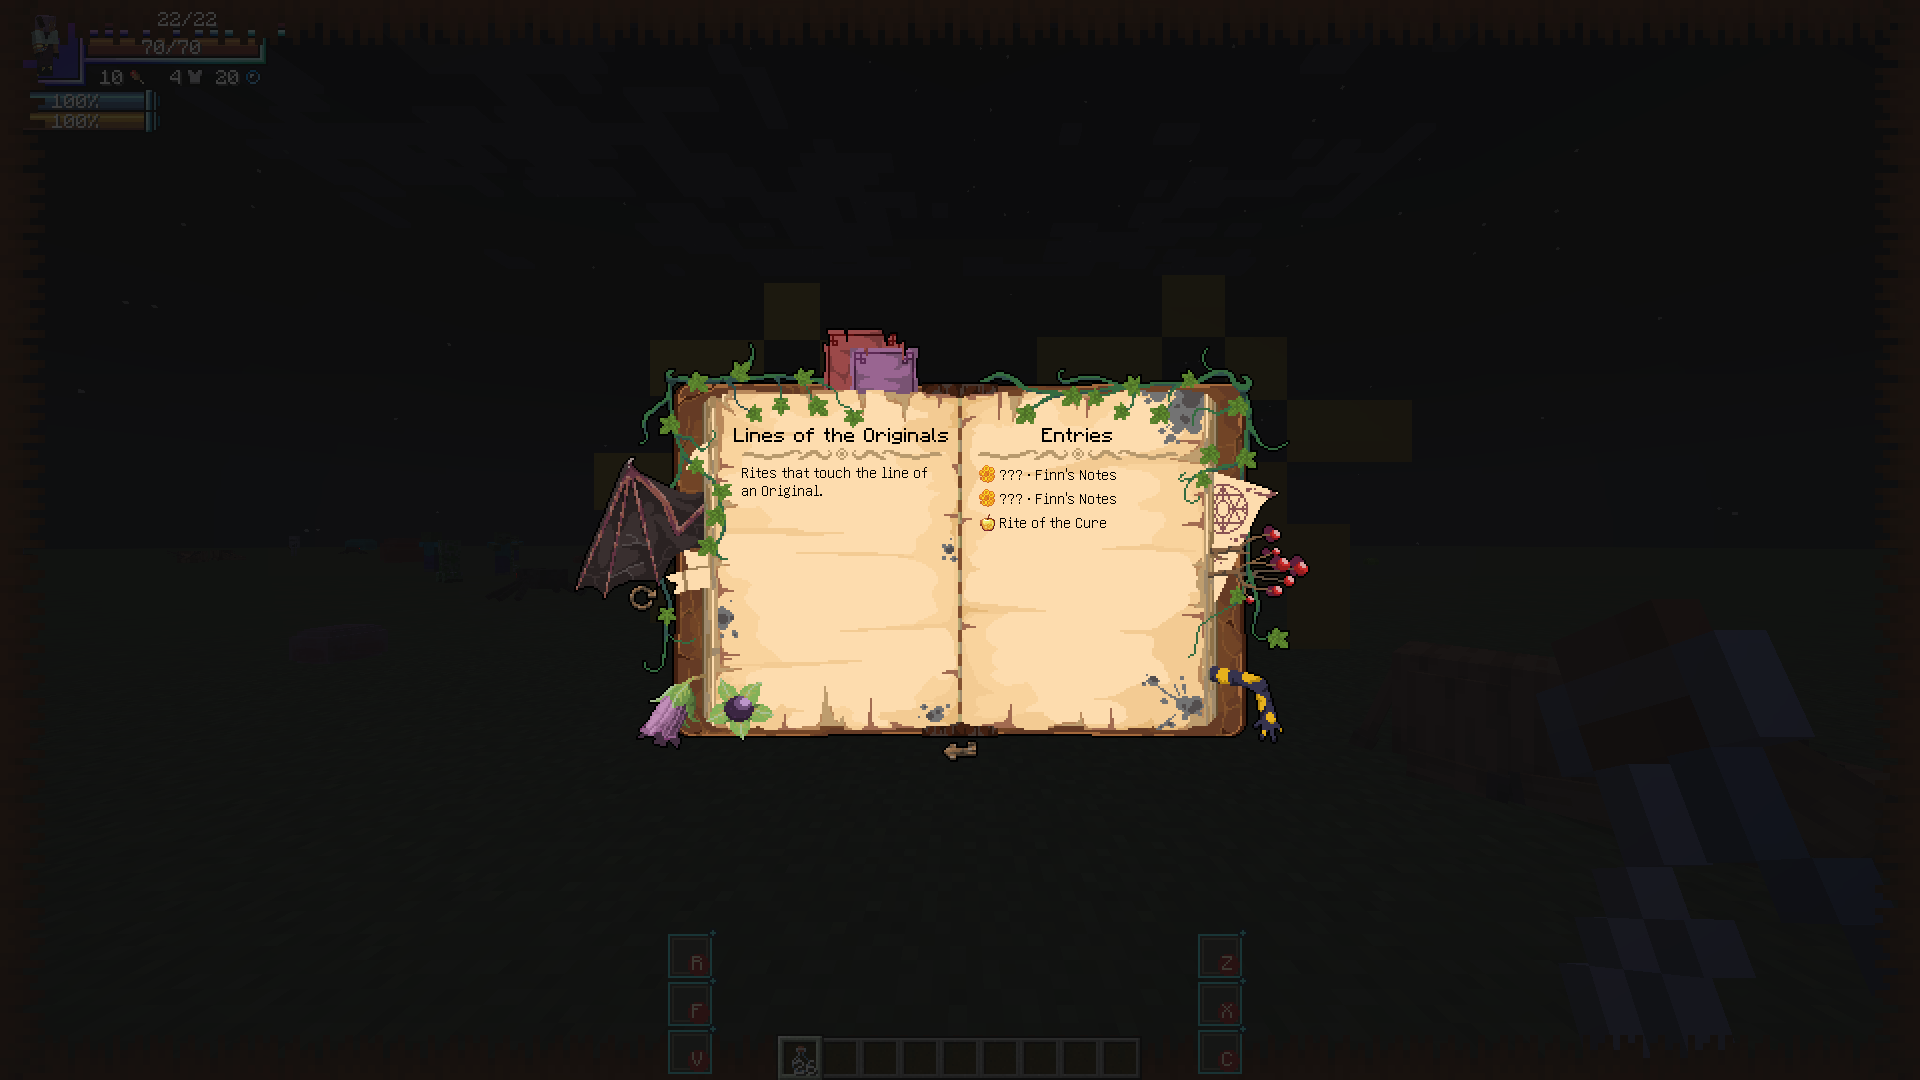 22/22
70/70
10 4 20
100%
100%
Lines of the Originals
Rites that touch the line of
an Original.
Entries
??? · Finn's Notes
??? · Finn's Notes
Rite of the Cure
R
F
V
Z
X
C
26